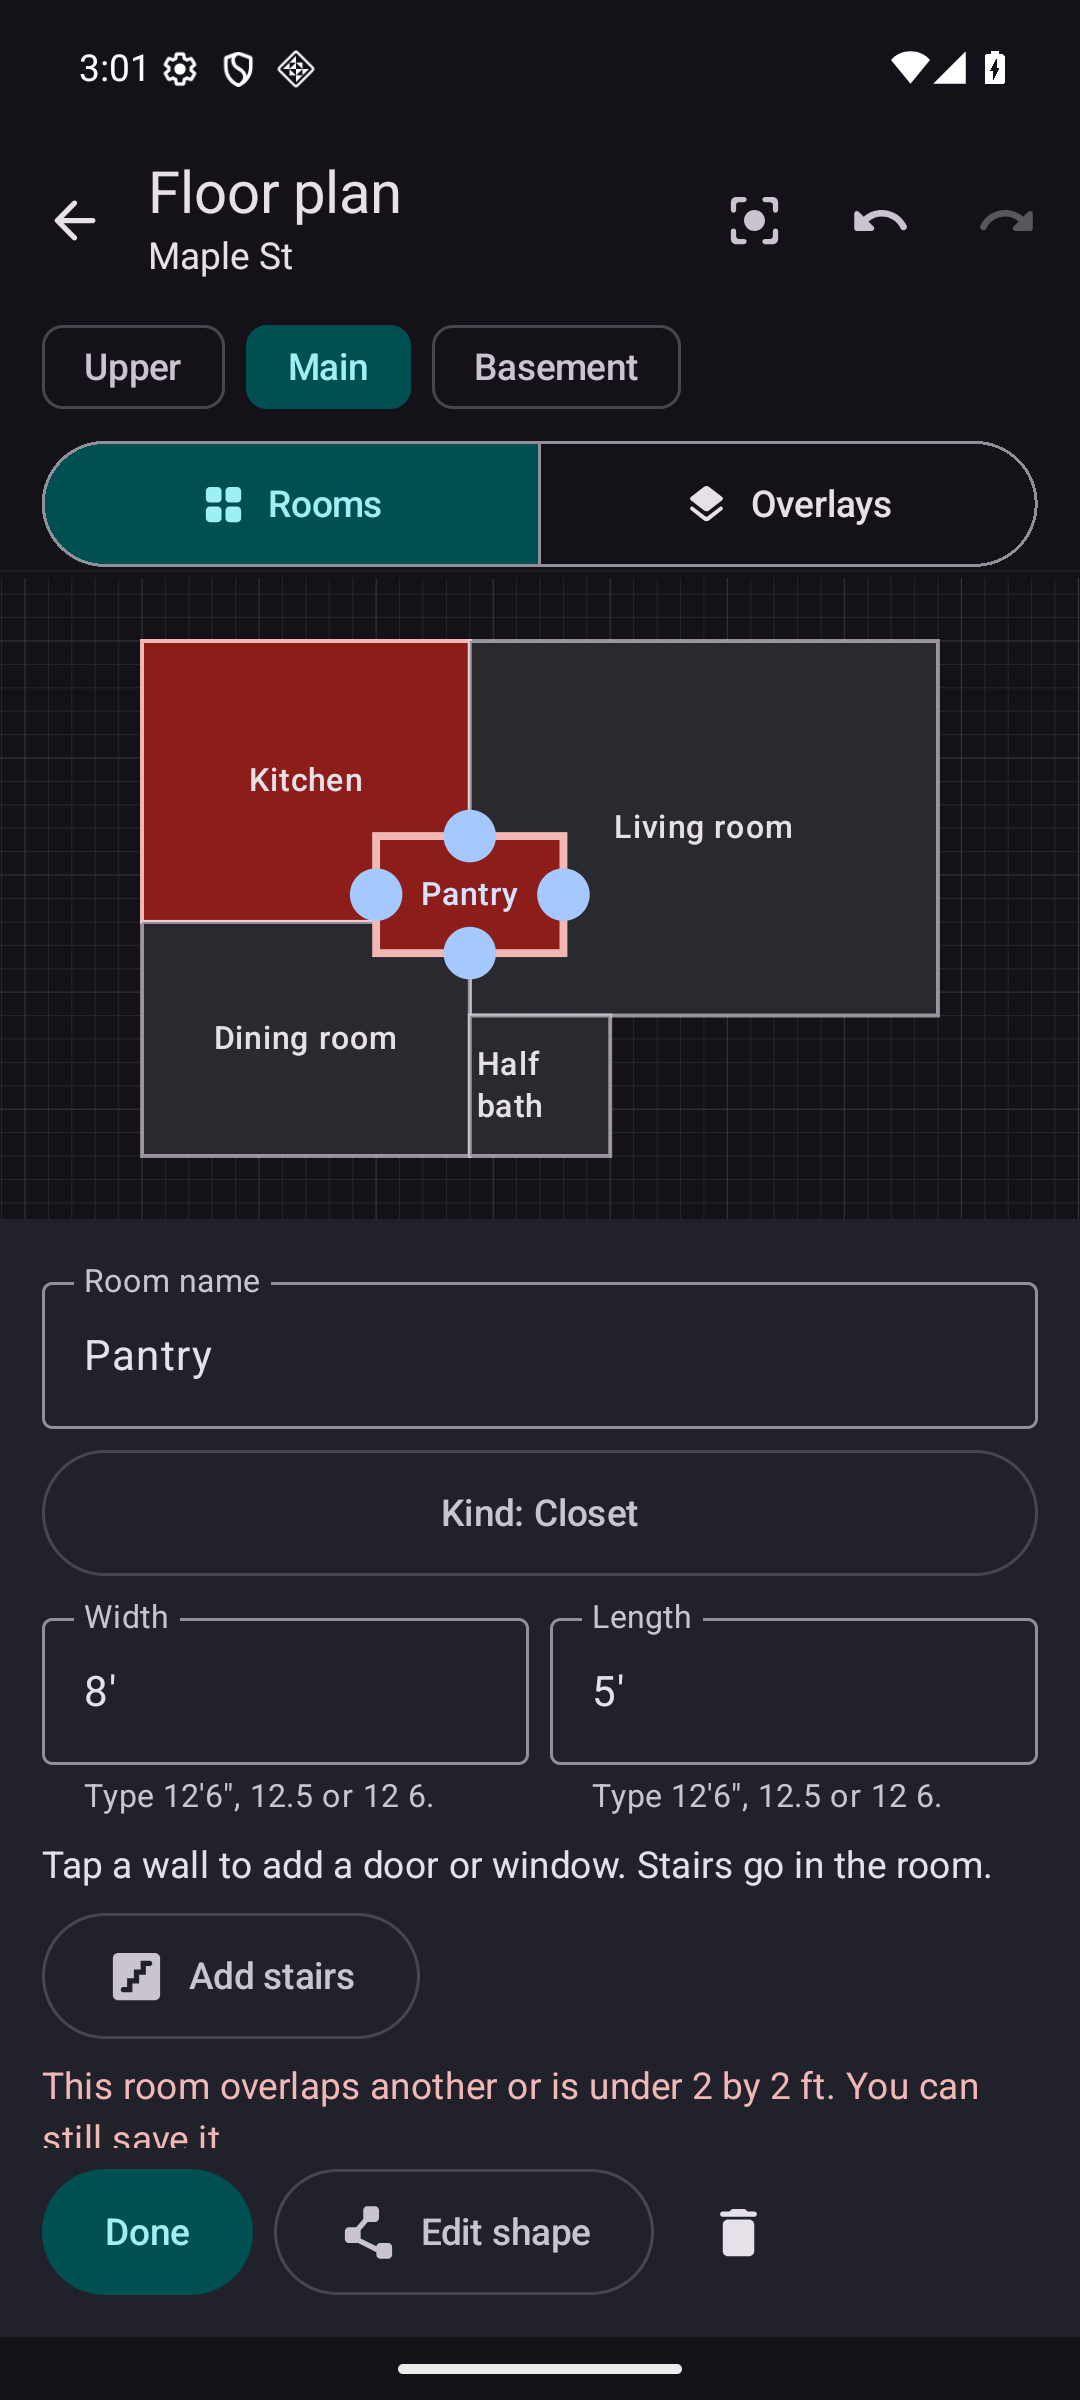 3:01
Floor plan
Maple St
Upper
Main
Basement
Rooms
Overlays
Kitchen
Living room
Pantry
Dining room
Half
bath
Room name
Pantry
Kind: Closet
Width
Length
8'
5'
Type 12'6", 12.5 or 12 6.
Type 12'6", 12.5 or 12 6.
Tap a wall to add a door or window. Stairs go in the room.
Add stairs
This room overlaps another or is under 2 by 2 ft. You can
still save it
Done
Edit shape